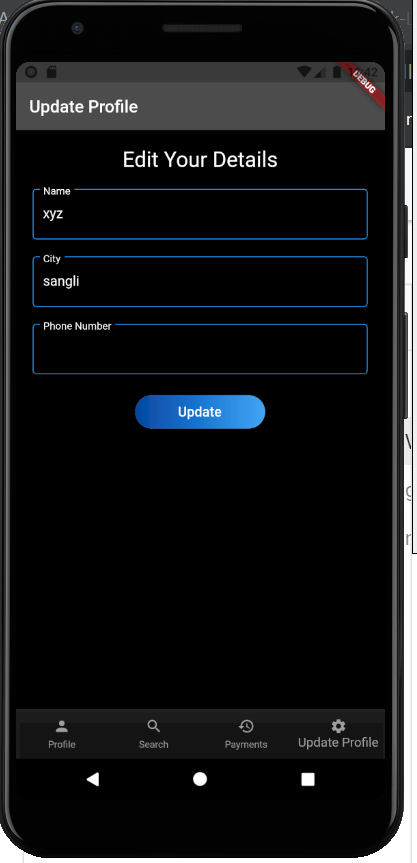 DEBUG
Update Profile
Edit Your Details
Name
xyz
City
sangli
Phone Number
Update
Profile
Search
Payments
Update Profile